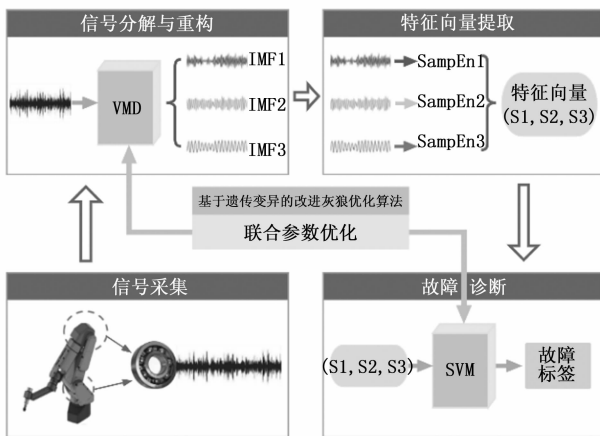 信号分解与重构
VMD
IMF1
IMF2
IMF3
特征向量提取
SampEn1
SampEn2
SampEn3
特征向量
(S1,S2,S3)
基于遗传变异的改进灰狼优化算法
联合参数优化
信号采集
故障诊断
(S1,S2,S3)
SVM
故障
标签